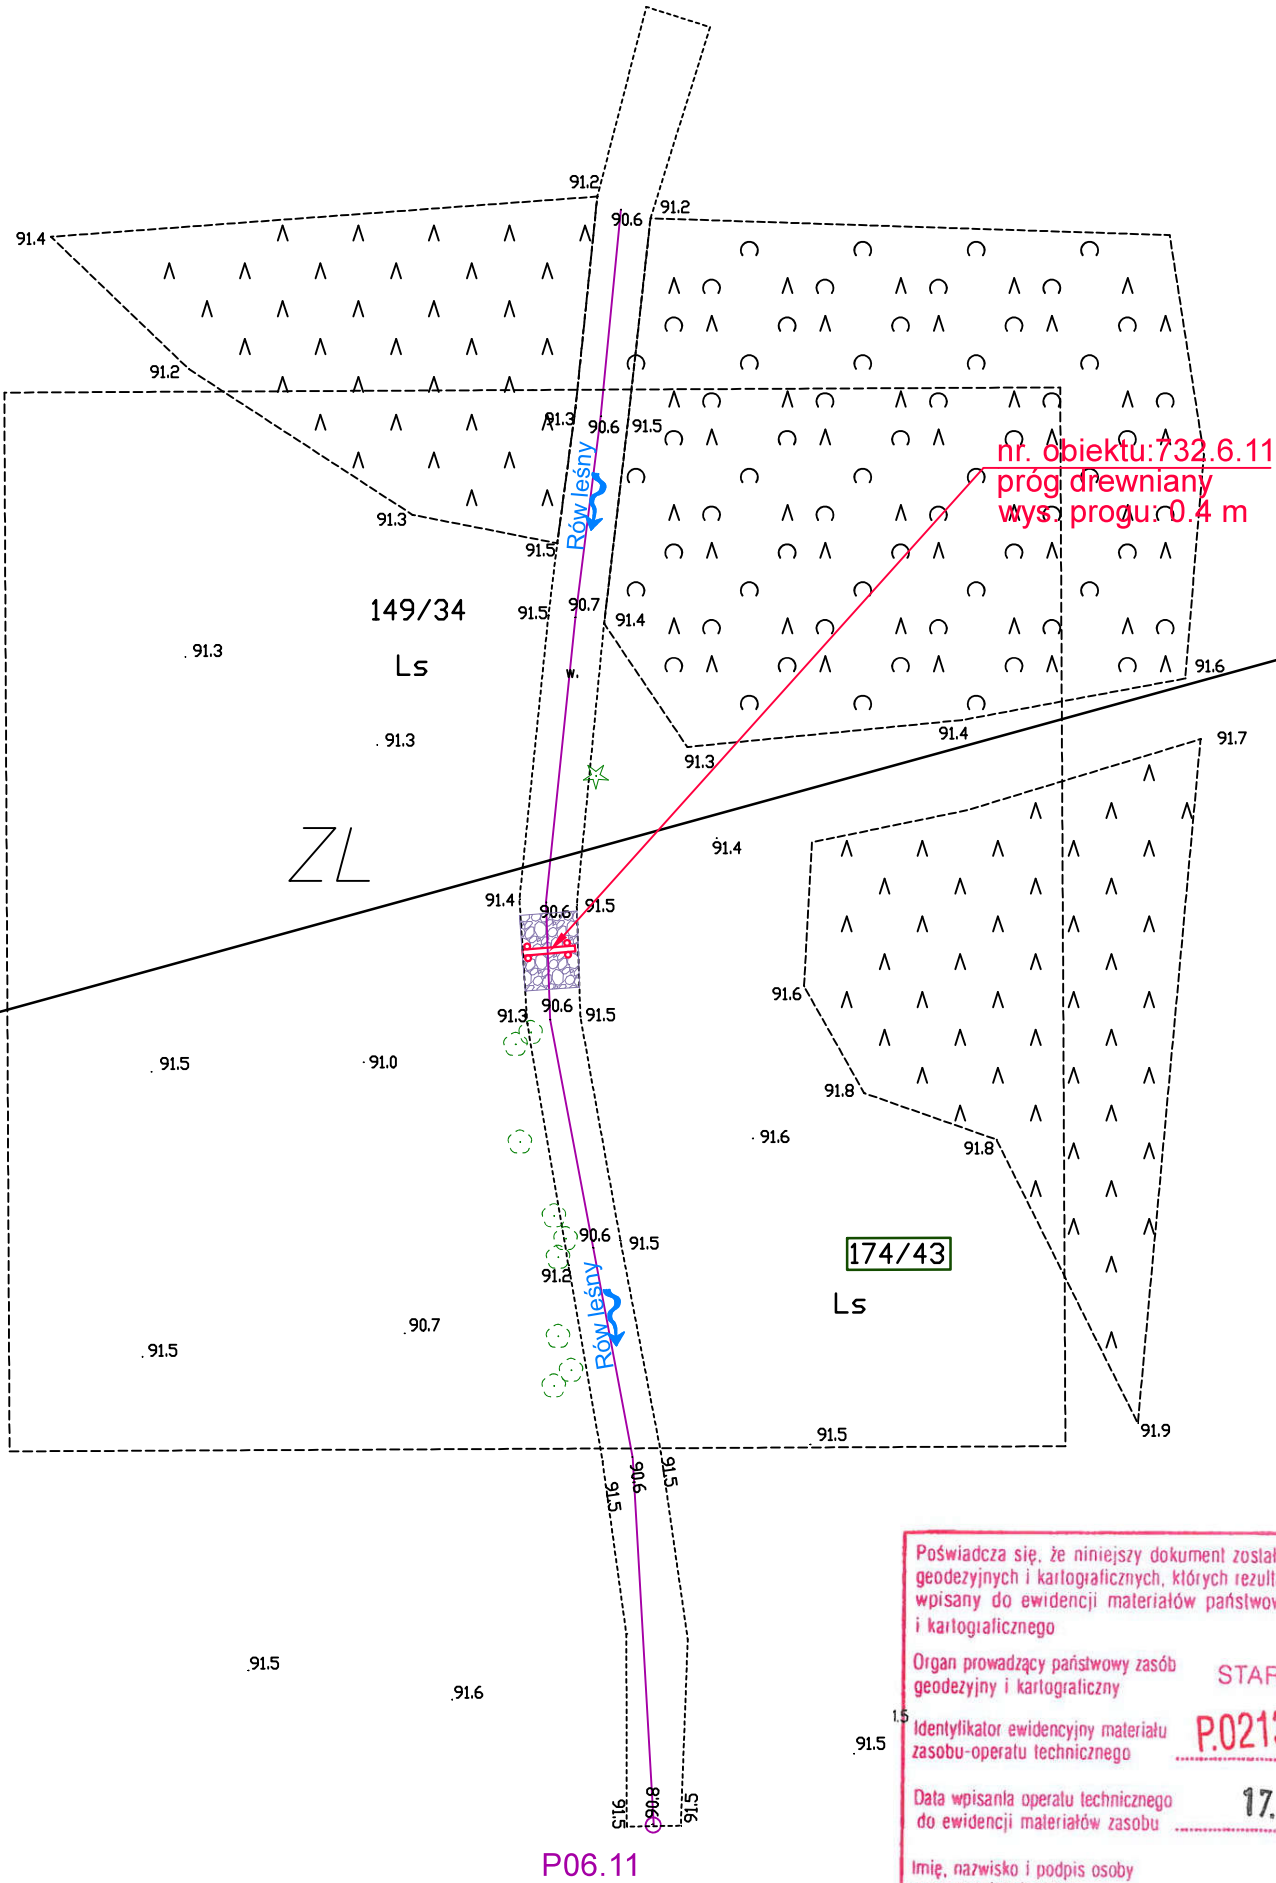 91.2
91.4
90.6
91.2
91.2
91.3
90.6
91.5
nr. obiektu:732.6.11
próg drewniany
wys. progu: 0.4 m
Rów leśny
91.3
91.5
149/34
91.5
90.7
91.4
Ls
91.3
w.
91.6
91.3
91.3
91.4
91.7
ZL
91.4
91.4
90.6
91.5
91.6
91.3
90.6
91.5
91.5
91.0
91.8
91.6
91.8
90.6
91.5
174/43
91.2
Rów leśny
Ls
90.7
91.5
91.5
91.9
91.5
90.6
91.5
91.5
91.6
91.5
1.5
91.5
90.8
91.5
P06.11
Poświadcza się, że niniejszy dokument został
geodezyjnych i kartograficznych, których rezult
wpisany do ewidencji materiałów państwow
i kartograficznego
Organ prowadzący państwowy zasób
geodezyjny i kartograficzny
STAR
Identyfikator ewidencyjny materiału
zasobu-operatu technicznego
P.0213
Data wpisania operatu technicznego
do ewidencji materiałów zasobu
17.
Imię, nazwisko i podpis osoby